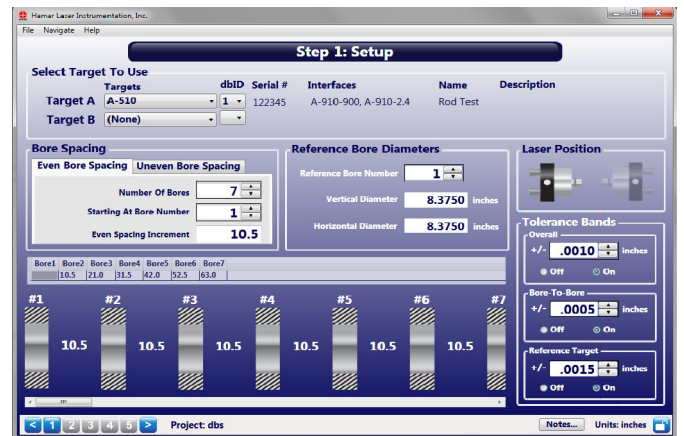 Hamar Laser Instrumentation, Inc.
File Navigate Help
Step 1: Setup
Select Target To Use
Targets dbID Serial # Interfaces Name Description
Target A A-510 1 122345 A-910-900, A-910-2.4 Rod Test
Target B (None)
Bore Spacing
Even Bore Spacing Uneven Bore Spacing
Number Of Bores 7
Starting At Bore Number 1
Even Spacing Increment 10.5
Reference Bore Diameters
Reference Bore Number 1
Vertical Diameter 8.3750 inches
Horizontal Diameter 8.3750 inches
Laser Position
Tolerance Bands
Overall
+/- .0010 inches
Off On
Bore-To-Bore
+/- .0005 inches
Off On
Reference Target
+/- .0015 inches
Off On
Bore1 Bore2 Bore3 Bore4 Bore5 Bore6 Bore7
10.5 21.0 31.5 42.0 52.5 63.0
#1 #2 #3 #4 #5 #6 #7
10.5 10.5 10.5 10.5 10.5 10.5
< 1 2 3 4 5 > Project: dbs Notes... Units: inches